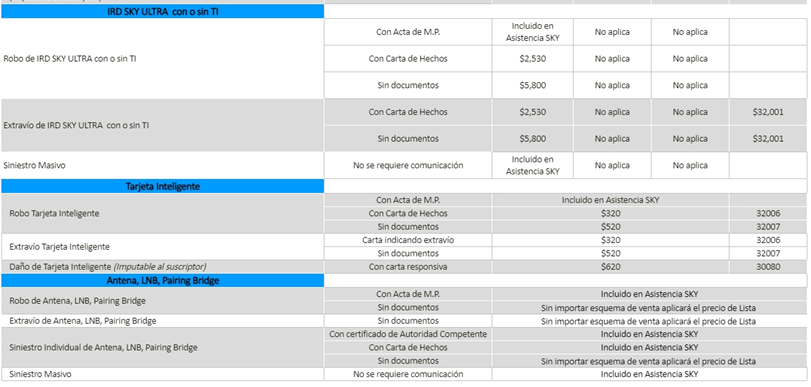 IRD SKY ULTRA con o sin TI
Robo de IRD SKY ULTRA con o sin TI
Con Acta de M.P. Incluido en Asistencia SKY No aplica No aplica
Con Carta de Hechos $2,530 No aplica No aplica
Sin documentos $5,800 No aplica No aplica
Extravío de IRD SKY ULTRA con o sin TI
Con Carta de Hechos $2,530 No aplica No aplica $32,001
Sin documentos $5,800 No aplica No aplica $32,001
Siniestro Masivo No se requiere comunicación Incluido en Asistencia SKY No aplica No aplica
Tarjeta Inteligente
Robo Tarjeta Inteligente
Con Acta de M.P. Incluido en Asistencia SKY
Con Carta de Hechos $320 32006
Sin documentos $520 32007
Extravío Tarjeta Inteligente
Carta indicando extravío $320 32006
Sin documentos $520 32007
Daño de Tarjeta Inteligente (Imputable al suscriptor) Con carta responsiva $620 30080
Antena, LNB, Pairing Bridge
Robo de Antena, LNB, Pairing Bridge
Con Acta de M.P. Incluido en Asistencia SKY
Sin documentos Sin importar esquema de venta aplicará el precio de Lista
Extravío de Antena, LNB, Pairing Bridge Sin documentos Sin importar esquema de venta aplicará el precio de Lista
Siniestro Individual de Antena, LNB, Pairing Bridge
Con certificado de Autoridad Competente Incluido en Asistencia SKY
Con Carta de Hechos Incluido en Asistencia SKY
Sin documentos Sin importar esquema de venta aplicará el precio de Lista
Siniestro Masivo No se requiere comunicación Incluido en Asistencia SKY